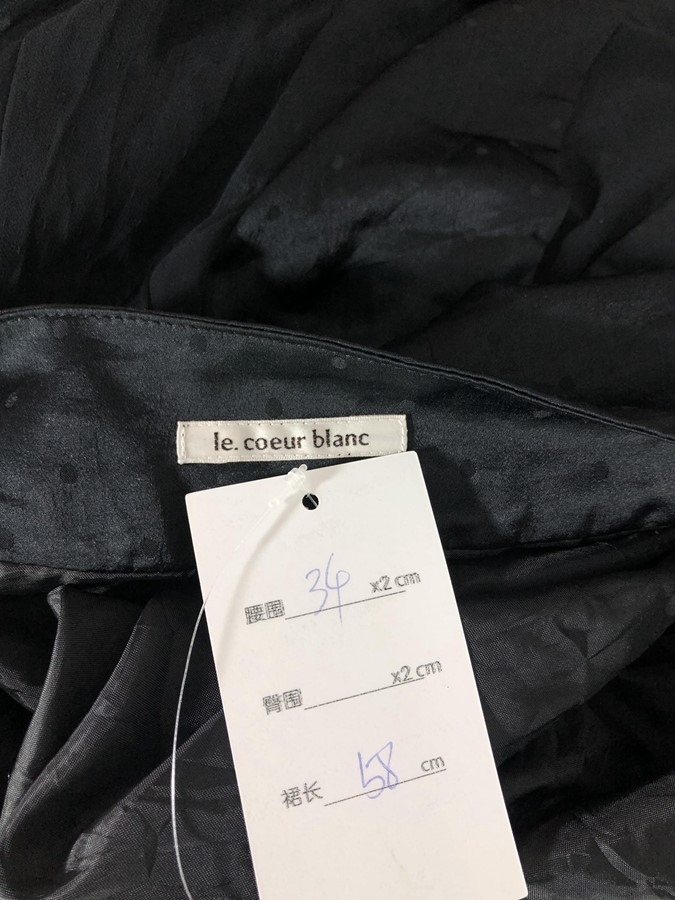 le. coeur blanc
腰围 34 x2 cm
臀围 x2 cm
裙长 58 cm